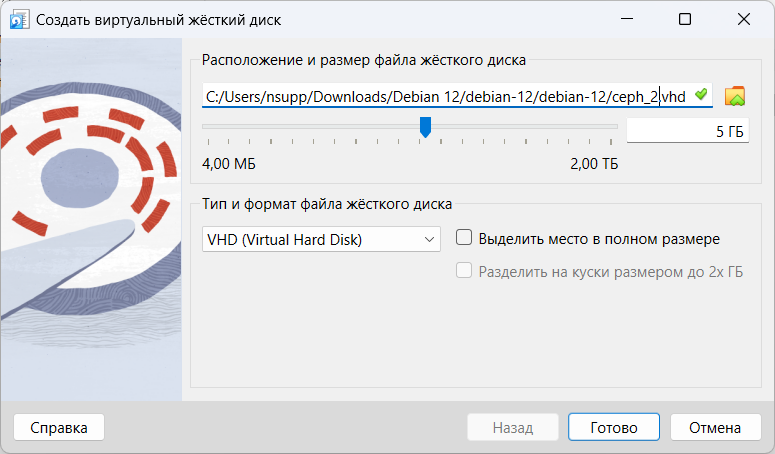 Создать виртуальный жёсткий диск
Расположение и размер файла жёсткого диска
C:/Users/nsupp/Downloads/Debian 12/debian-12/debian-12/ceph_2.vhd
5 ГБ
4,00 МБ 2,00 ТБ
Тип и формат файла жёсткого диска
VHD (Virtual Hard Disk) Выделить место в полном размере
Разделить на куски размером до 2х ГБ
Справка Назад Готово Отмена